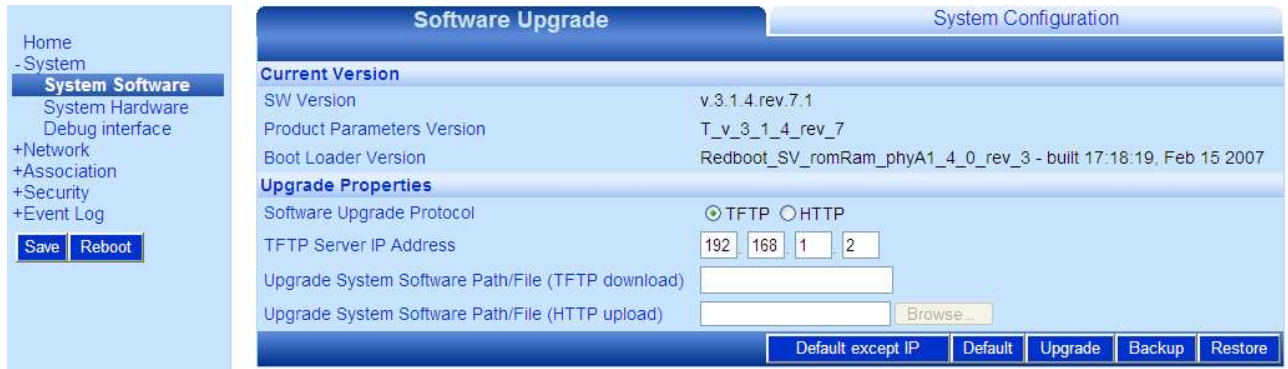 Home
-System
System Software
System Hardware
Debug interface
+Network
+Association
+Security
+Event Log
Save Reboot
Software Upgrade System Configuration
Current Version
SW Version v.3.1.4.rev.7.1
Product Parameters Version T_v_3_1_4_rev_7
Boot Loader Version Redboot_SV_romRam_phyA1_4_0_rev_3 - built 17:18:19, Feb 15 2007
Upgrade Properties
Software Upgrade Protocol TFTP HTTP
TFTP Server IP Address 192 . 168 . 1 . 2
Upgrade System Software Path/File (TFTP download)
Upgrade System Software Path/File (HTTP upload) Browse...
Default except IP Default Upgrade Backup Restore